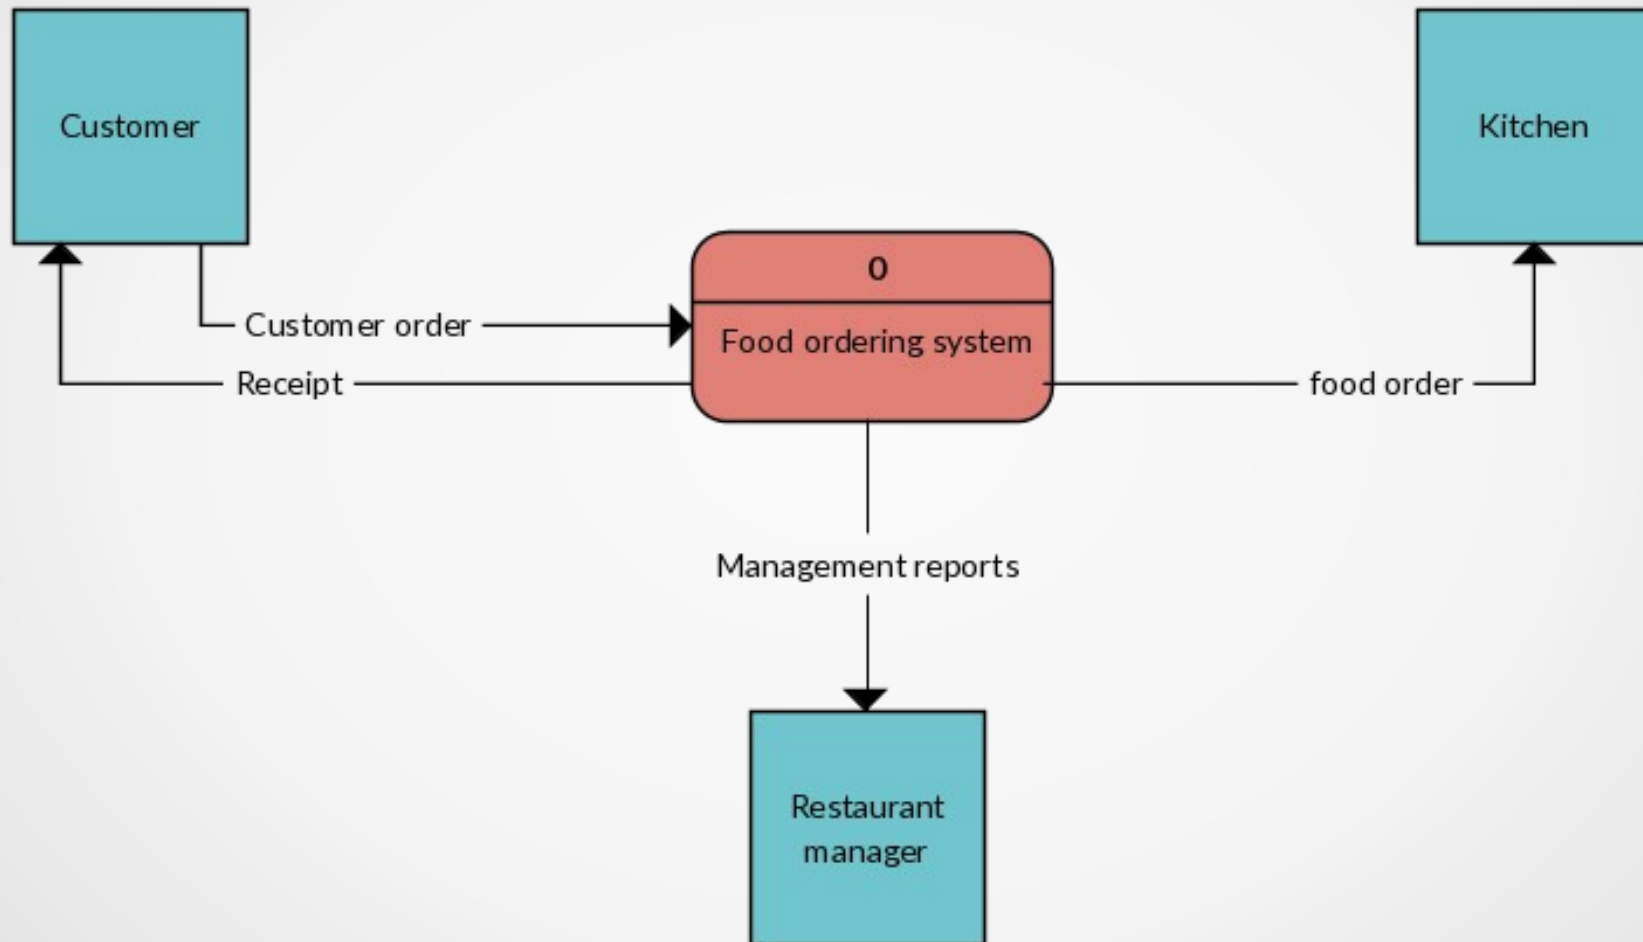 Customer
Kitchen
0
Food ordering system
Customer order
Receipt
food order
Management reports
Restaurant
manager